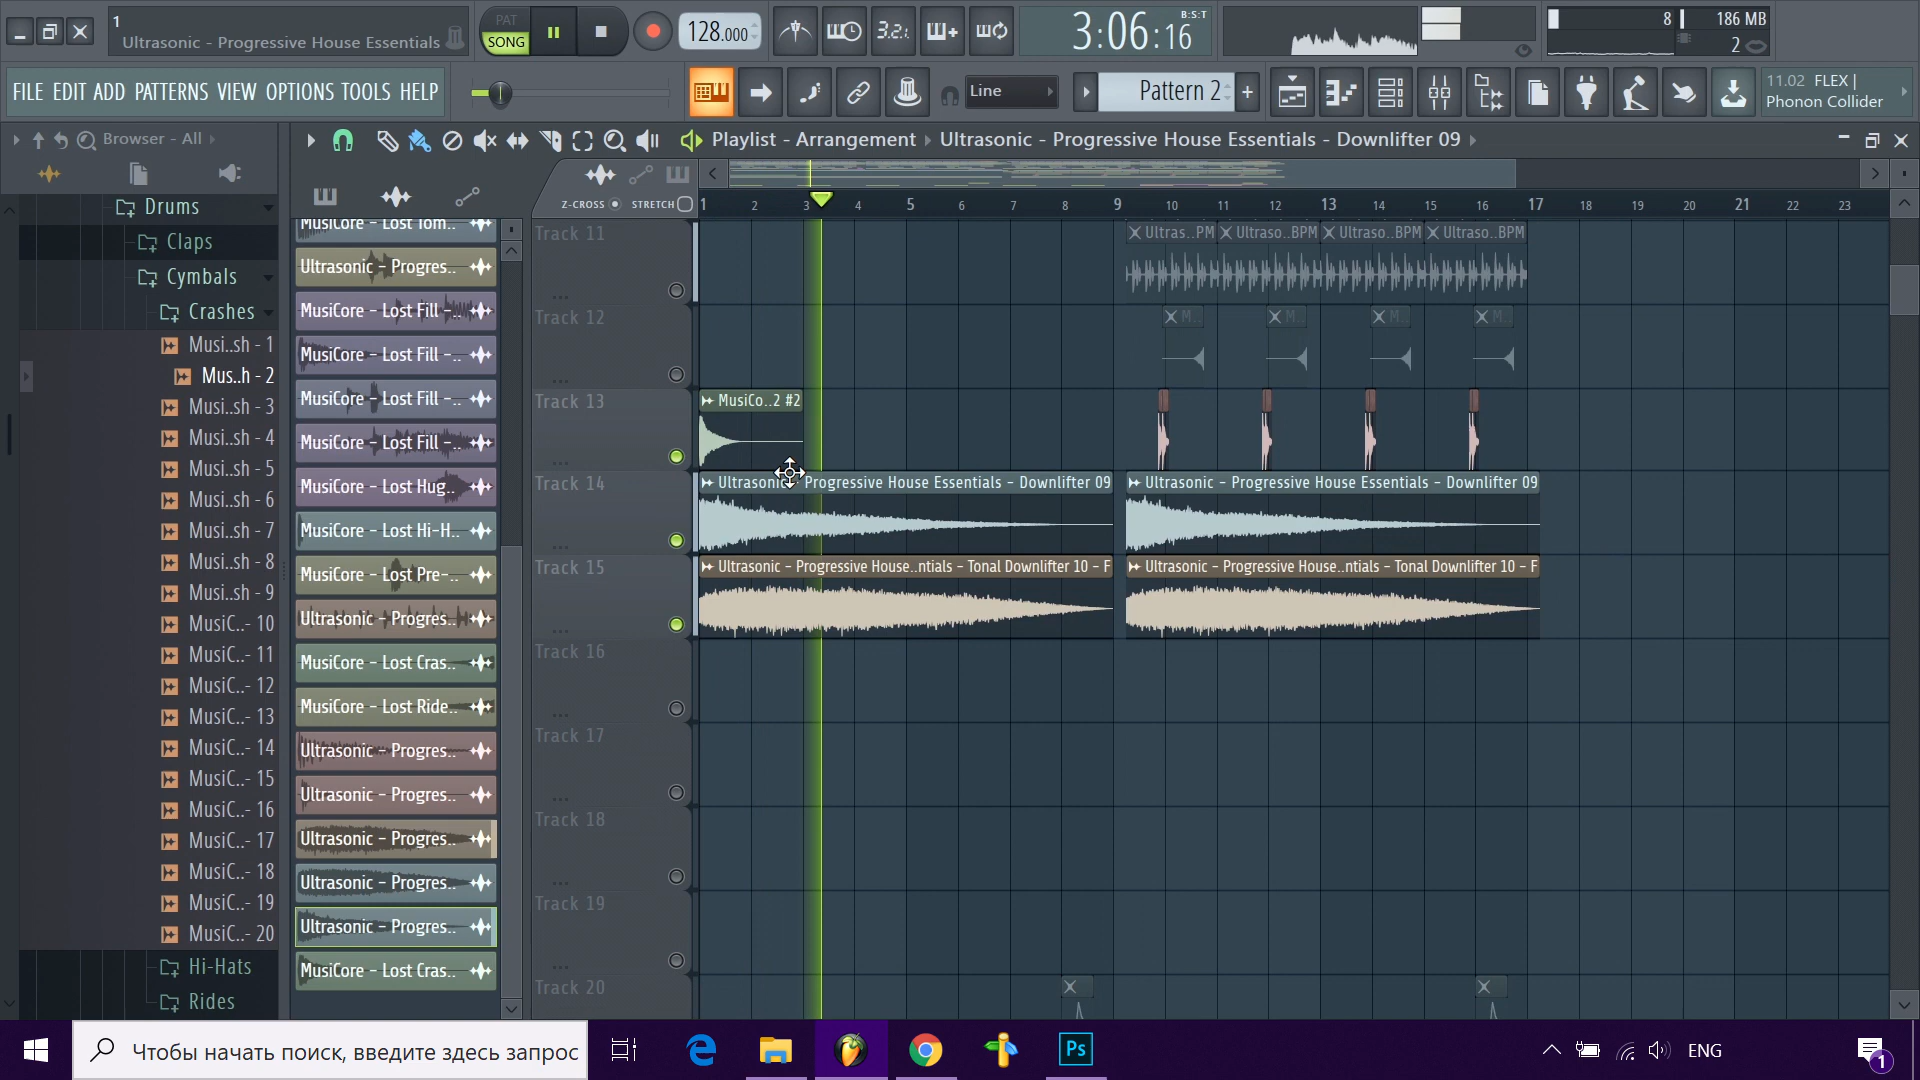 1
Ultrasonic - Progressive House Essentials
PAT
SONG
128.000
3.2.
3:06:16
B:S:T
8
186 MB
2
FILE EDIT ADD PATTERNS VIEW OPTIONS TOOLS HELP
Line
Pattern 2
+
11.02 FLEX |
Phonon Collider
Browser - All
Playlist - Arrangement › Ultrasonic - Progressive House Essentials - Downlifter 09
Z-CROSS
STRETCH
1 2 3 4 5 6 7 8 9 10 11 12 13 14 15 16 17 18 19 20 21 22 23
Drums
Claps
Cymbals
Crashes
Musi..sh - 1
Mus..h - 2
Musi..sh - 3
Musi..sh - 4
Musi..sh - 5
Musi..sh - 6
Musi..sh - 7
Musi..sh - 8
Musi..sh - 9
MusiC..- 10
MusiC..- 11
MusiC..- 12
MusiC..- 13
MusiC..- 14
MusiC..- 15
MusiC..- 16
MusiC..- 17
MusiC..- 18
MusiC..- 19
MusiC..- 20
Hi-Hats
Rides
MusiCore - Lost Tom..
Ultrasonic - Progres..
MusiCore - Lost Fill -..
MusiCore - Lost Fill -..
MusiCore - Lost Fill -..
MusiCore - Lost Fill -..
MusiCore - Lost Hug..
MusiCore - Lost Hi-H..
MusiCore - Lost Pre-..
Ultrasonic - Progres..
MusiCore - Lost Cras..
MusiCore - Lost Ride..
Ultrasonic - Progres..
Ultrasonic - Progres..
Ultrasonic - Progres..
Ultrasonic - Progres..
Ultrasonic - Progres..
MusiCore - Lost Cras..
Track 11
Ultras..PM
Ultraso..BPM
Ultraso..BPM
Ultraso..BPM
Track 12
M..
M..
M..
M..
Track 13
MusiCo..2 #2
Track 14
Ultrasonic - Progressive House Essentials - Downlifter 09
Ultrasonic - Progressive House Essentials - Downlifter 09
Track 15
Ultrasonic - Progressive House..ntials - Tonal Downlifter 10 - F
Ultrasonic - Progressive House..ntials - Tonal Downlifter 10 - F
Track 16
Track 17
Track 18
Track 19
Track 20
Чтобы начать поиск, введите здесь запрос
Ps
ENG
1